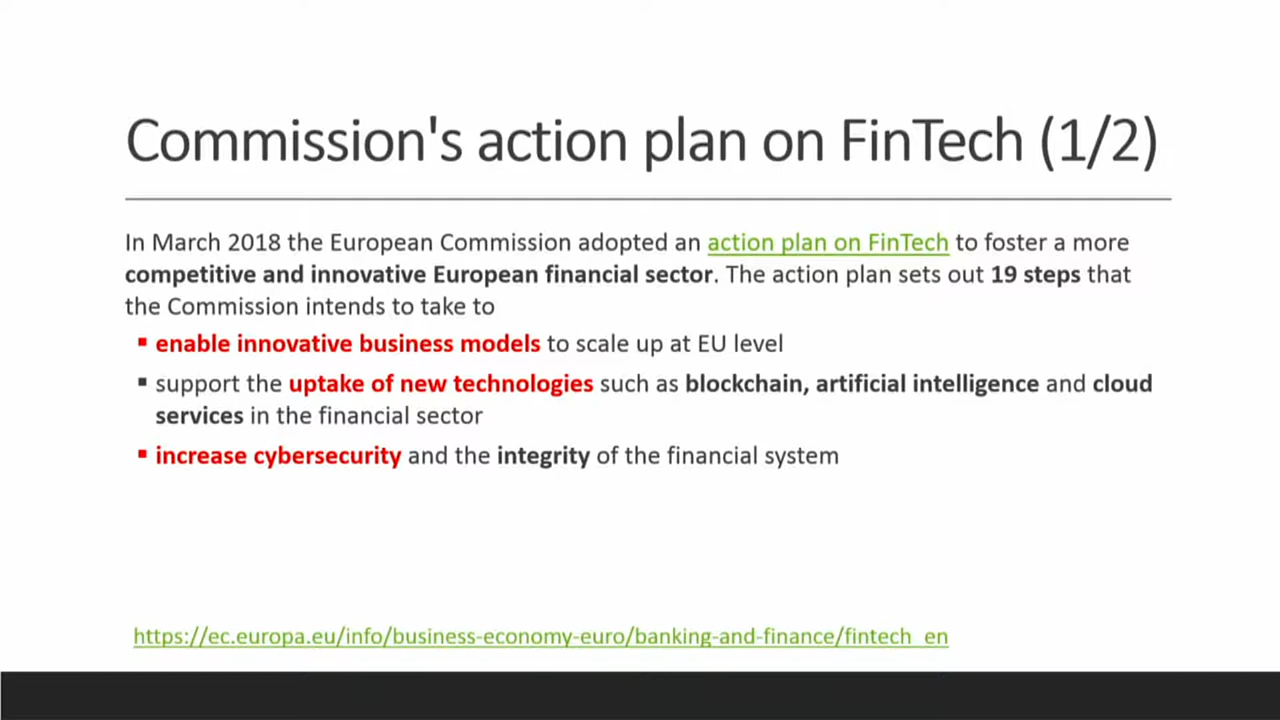 Commission's action plan on FinTech (1/2)
In March 2018 the European Commission adopted an action plan on FinTech to foster a more
competitive and innovative European financial sector. The action plan sets out 19 steps that
the Commission intends to take to
▪ enable innovative business models to scale up at EU level
▪ support the uptake of new technologies such as blockchain, artificial intelligence and cloud
services in the financial sector
▪ increase cybersecurity and the integrity of the financial system
https://ec.europa.eu/info/business-economy-euro/banking-and-finance/fintech_en